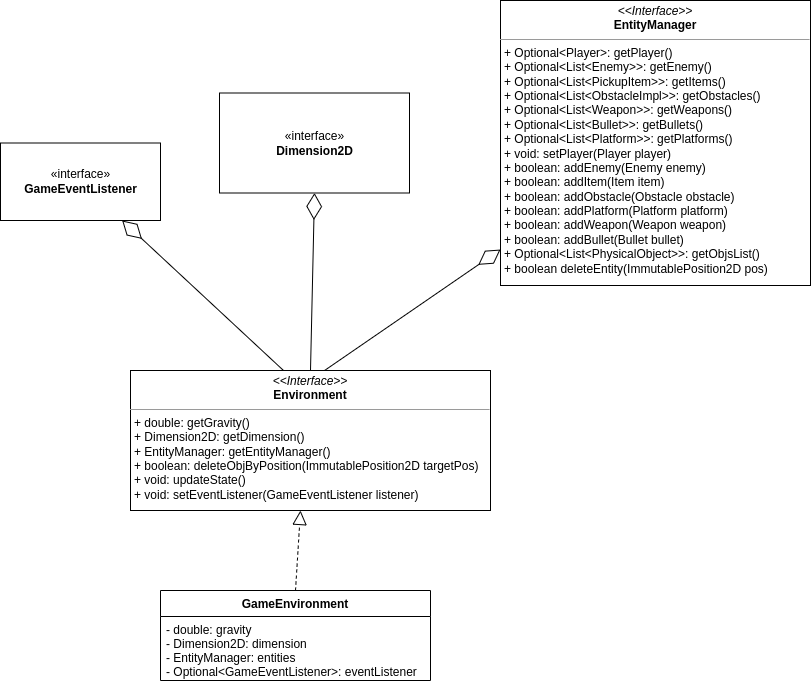 <<Interface>>
EntityManager
+ Optional<Player>: getPlayer()
+ Optional<List<Enemy>>: getEnemy()
+ Optional<List<PickupItem>>: getItems()
+ Optional<List<ObstacleImpl>>: getObstacles()
+ Optional<List<Weapon>>: getWeapons()
+ Optional<List<Bullet>>: getBullets()
+ Optional<List<Platform>>: getPlatforms()
+ void: setPlayer(Player player)
+ boolean: addEnemy(Enemy enemy)
+ boolean: addItem(Item item)
+ boolean: addObstacle(Obstacle obstacle)
+ boolean: addPlatform(Platform platform)
+ boolean: addWeapon(Weapon weapon)
+ boolean: addBullet(Bullet bullet)
+ Optional<List<PhysicalObject>>: getObjsList()
+ boolean deleteEntity(ImmutablePosition2D pos)
«interface»
Dimension2D
«interface»
GameEventListener
<<Interface>>
Environment
+ double: getGravity()
+ Dimension2D: getDimension()
+ EntityManager: getEntityManager()
+ boolean: deleteObjByPosition(ImmutablePosition2D targetPos)
+ void: updateState()
+ void: setEventListener(GameEventListener listener)
GameEnvironment
- double: gravity
- Dimension2D: dimension
- EntityManager: entities
- Optional<GameEventListener>: eventListener